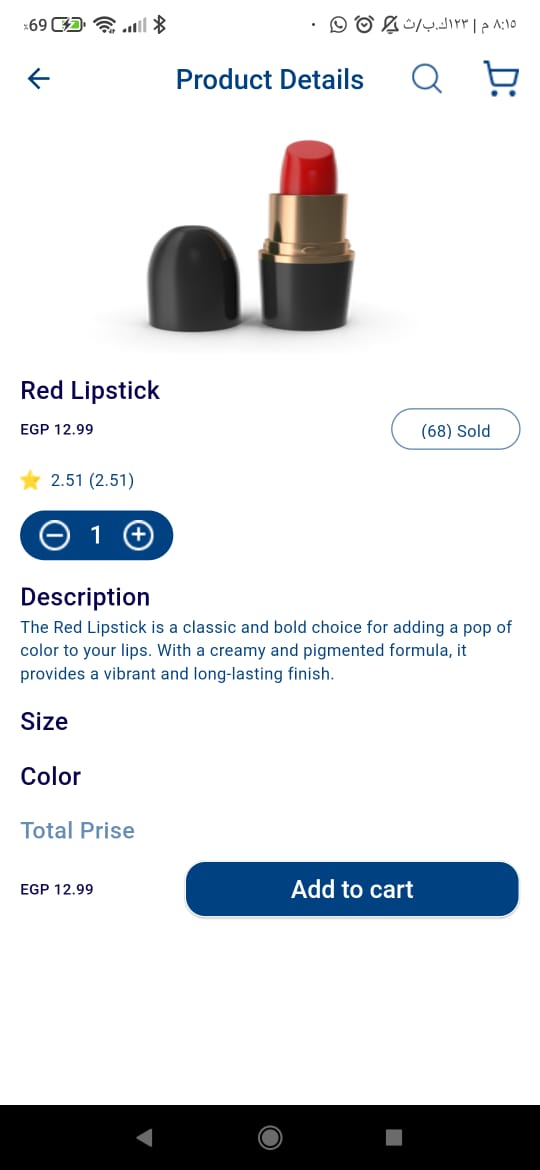 ٪69 · ٨:١٥ م | ١٢٣ك.ب/ث
Product Details
Red Lipstick
EGP 12.99
(68) Sold
2.51 (2.51)
1
Description
The Red Lipstick is a classic and bold choice for adding a pop of
color to your lips. With a creamy and pigmented formula, it
provides a vibrant and long-lasting finish.
Size
Color
Total Prise
EGP 12.99
Add to cart